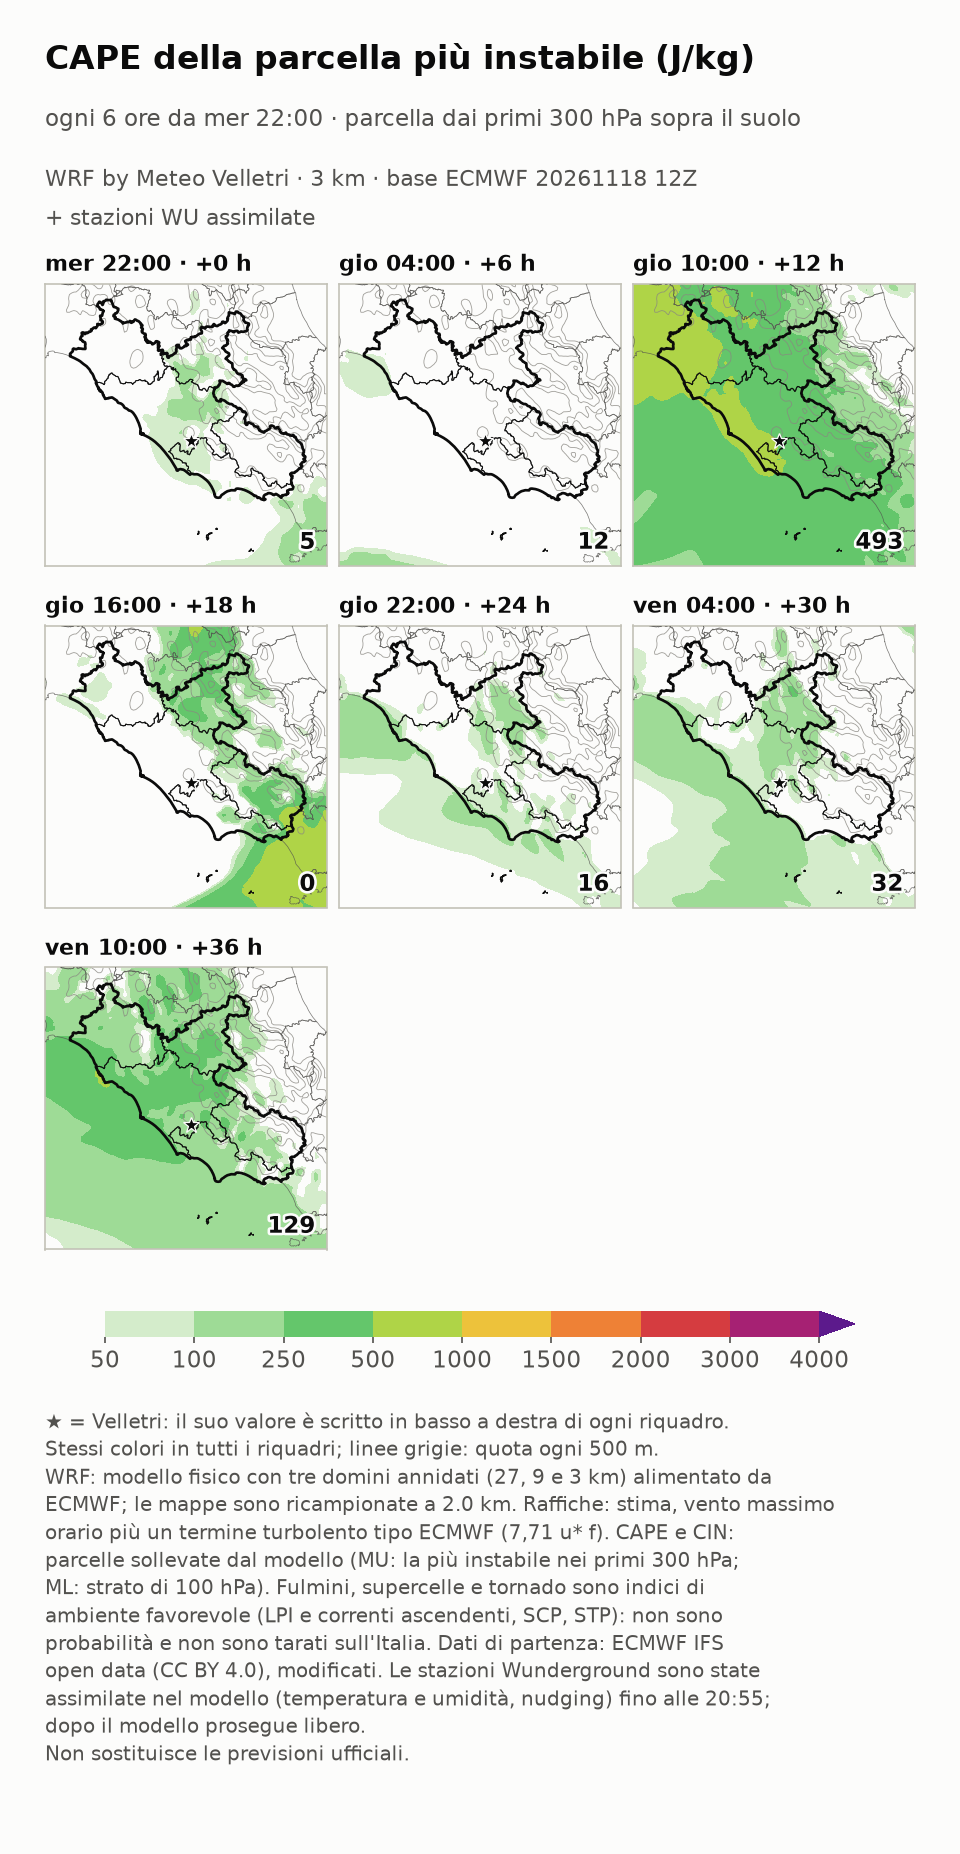 CAPE della parcella più instabile (J/kg)
ogni 6 ore da mer 22:00 · parcella dai primi 300 hPa sopra il suolo
WRF by Meteo Velletri · 3 km · base ECMWF 20261118 12Z
+ stazioni WU assimilate
mer 22:00 · +0 h
gio 04:00 · +6 h
gio 10:00 · +12 h
5
12
493
gio 16:00 · +18 h
gio 22:00 · +24 h
ven 04:00 · +30 h
0
16
32
ven 10:00 · +36 h
129
50 100 250 500 1000 1500 2000 3000 4000
★ = Velletri: il suo valore è scritto in basso a destra di ogni riquadro.
Stessi colori in tutti i riquadri; linee grigie: quota ogni 500 m.
WRF: modello fisico con tre domini annidati (27, 9 e 3 km) alimentato da
ECMWF; le mappe sono ricampionate a 2.0 km. Raffiche: stima, vento massimo
orario più un termine turbolento tipo ECMWF (7,71 u* f). CAPE e CIN:
parcelle sollevate dal modello (MU: la più instabile nei primi 300 hPa;
ML: strato di 100 hPa). Fulmini, supercelle e tornado sono indici di
ambiente favorevole (LPI e correnti ascendenti, SCP, STP): non sono
probabilità e non sono tarati sull'Italia. Dati di partenza: ECMWF IFS
open data (CC BY 4.0), modificati. Le stazioni Wunderground sono state
assimilate nel modello (temperatura e umidità, nudging) fino alle 20:55;
dopo il modello prosegue libero.
Non sostituisce le previsioni ufficiali.